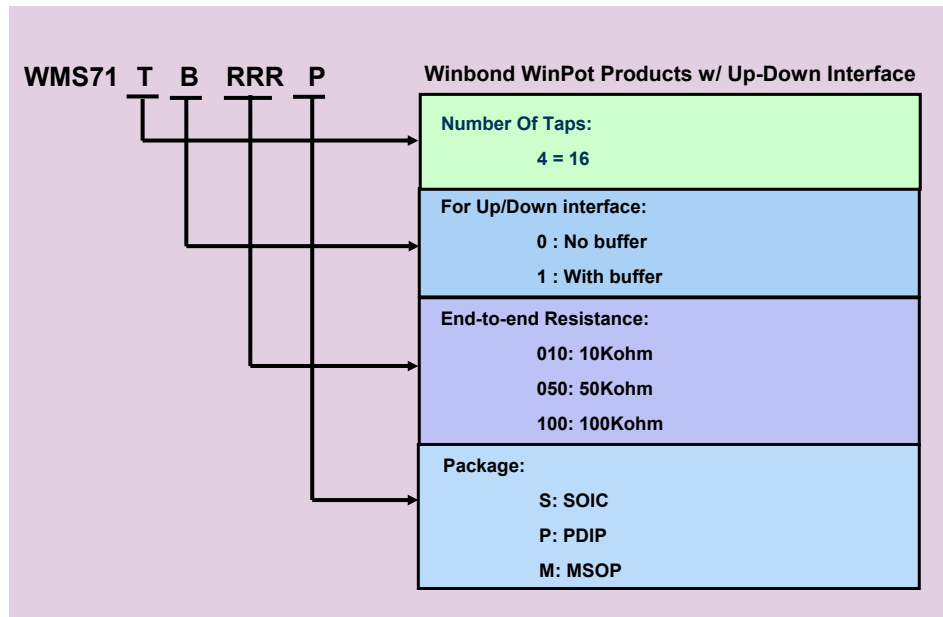 WMS71 T B RRR P
Winbond WinPot Products w/ Up-Down Interface
Number Of Taps:
4 = 16
For Up/Down interface:
0 : No buffer
1 : With buffer
End-to-end Resistance:
010: 10Kohm
050: 50Kohm
100: 100Kohm
Package:
S: SOIC
P: PDIP
M: MSOP